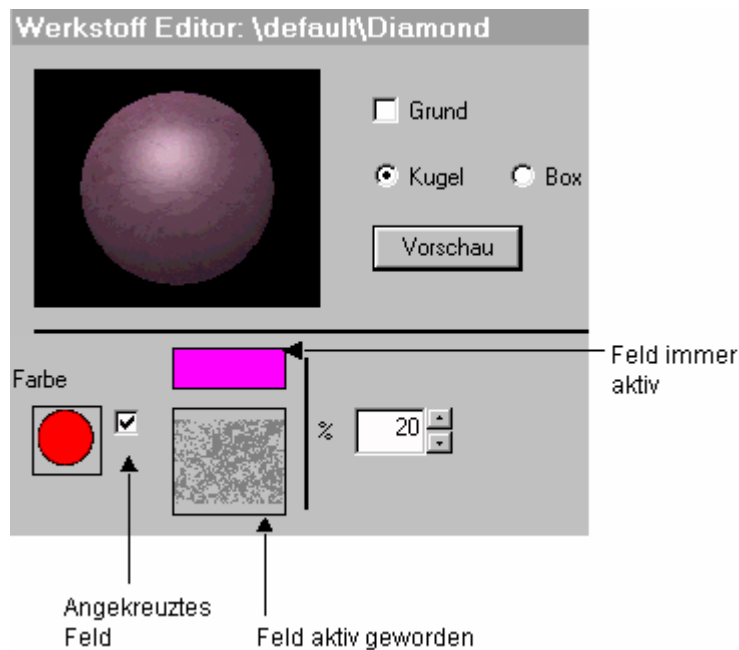 Werkstoff Editor: \default\Diamond
Grund
Kugel
Box
Vorschau
Feld immer
aktiv
Farbe
% 20
Angekreuztes
Feld
Feld aktiv geworden